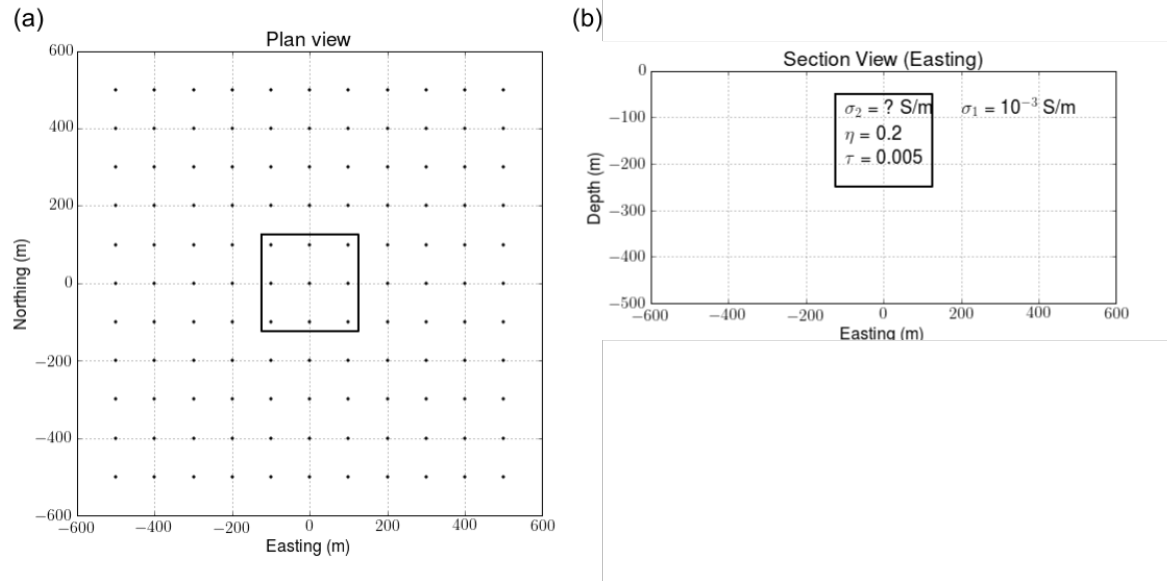 (a)
Plan view
600
400
200
0
−200
−400
−600
Northing (m)
−600 −400 −200 0 200 400 600
Easting (m)
(b)
Section View (Easting)
0
−100
−200
−300
−400
−500
Depth (m)
σ₂ = ? S/m σ₁ = 10⁻³ S/m
η = 0.2
τ = 0.005
−600 −400 −200 0 200 400 600
Easting (m)